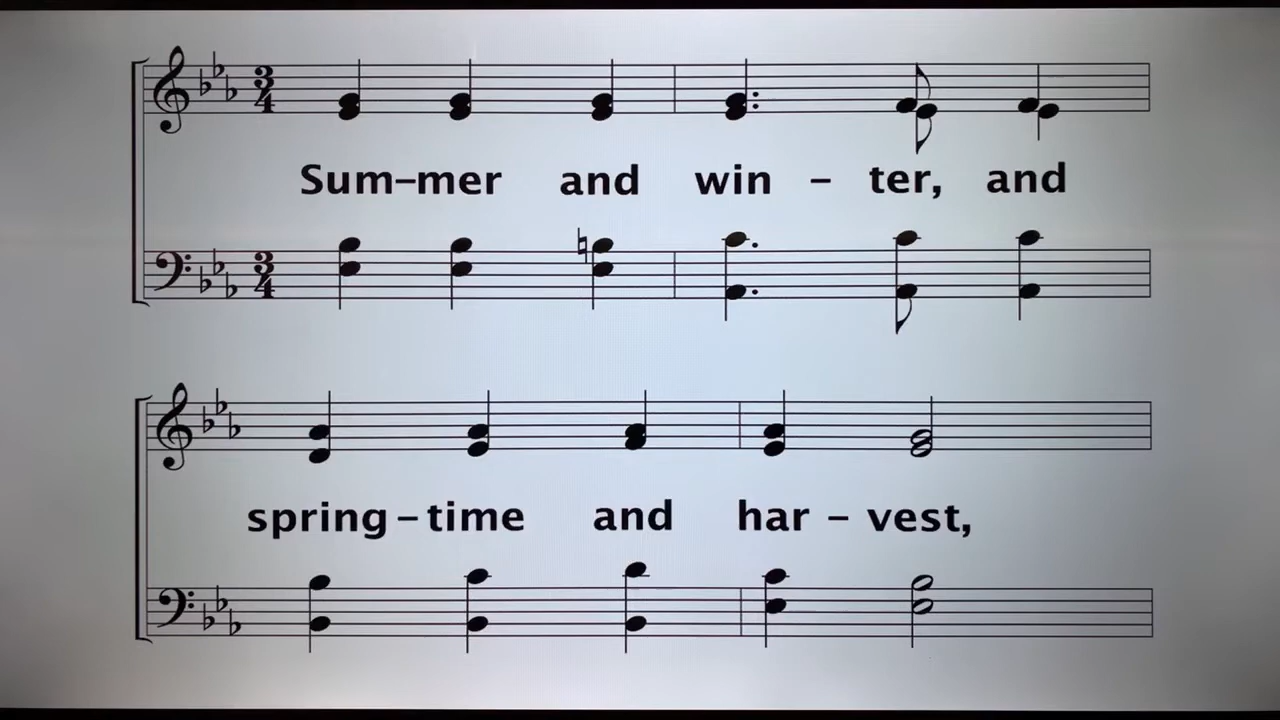 Sum–mer and win – ter, and
spring – time and har – vest,